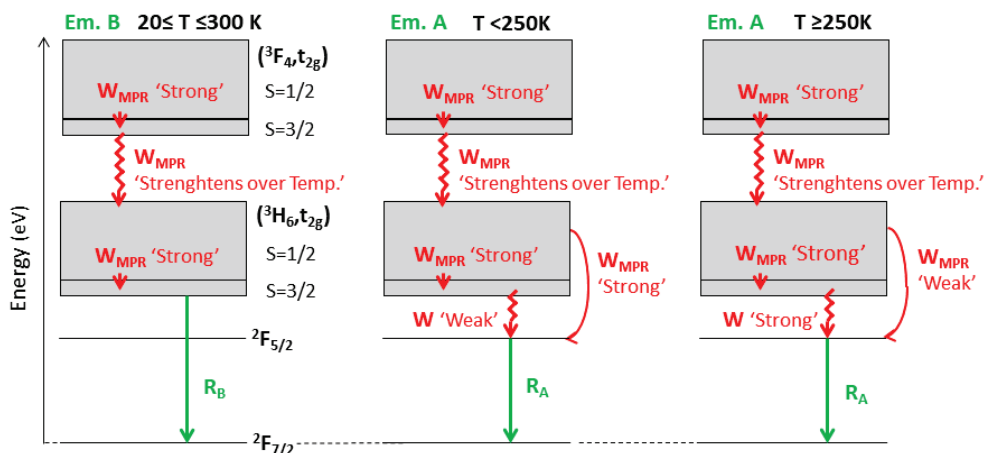 Em. B 20≤ T ≤300 K
Em. A T <250K
Em. A T ≥250K
Energy (eV)
(³F₄,t₂g)
S=1/2
S=3/2
W_MPR 'Strong'
W_MPR
'Strenghtens over Temp.'
(³H₆,t₂g)
S=1/2
S=3/2
W_MPR 'Strong'
²F₅/₂
R_B
²F₇/₂
W_MPR 'Strong'
W_MPR
'Strenghtens over Temp.'
W_MPR 'Strong'
W_MPR
'Strong'
W 'Weak'
R_A
W_MPR 'Strong'
W_MPR
'Strenghtens over Temp.'
W_MPR 'Strong'
W_MPR
'Weak'
W 'Strong'
R_A